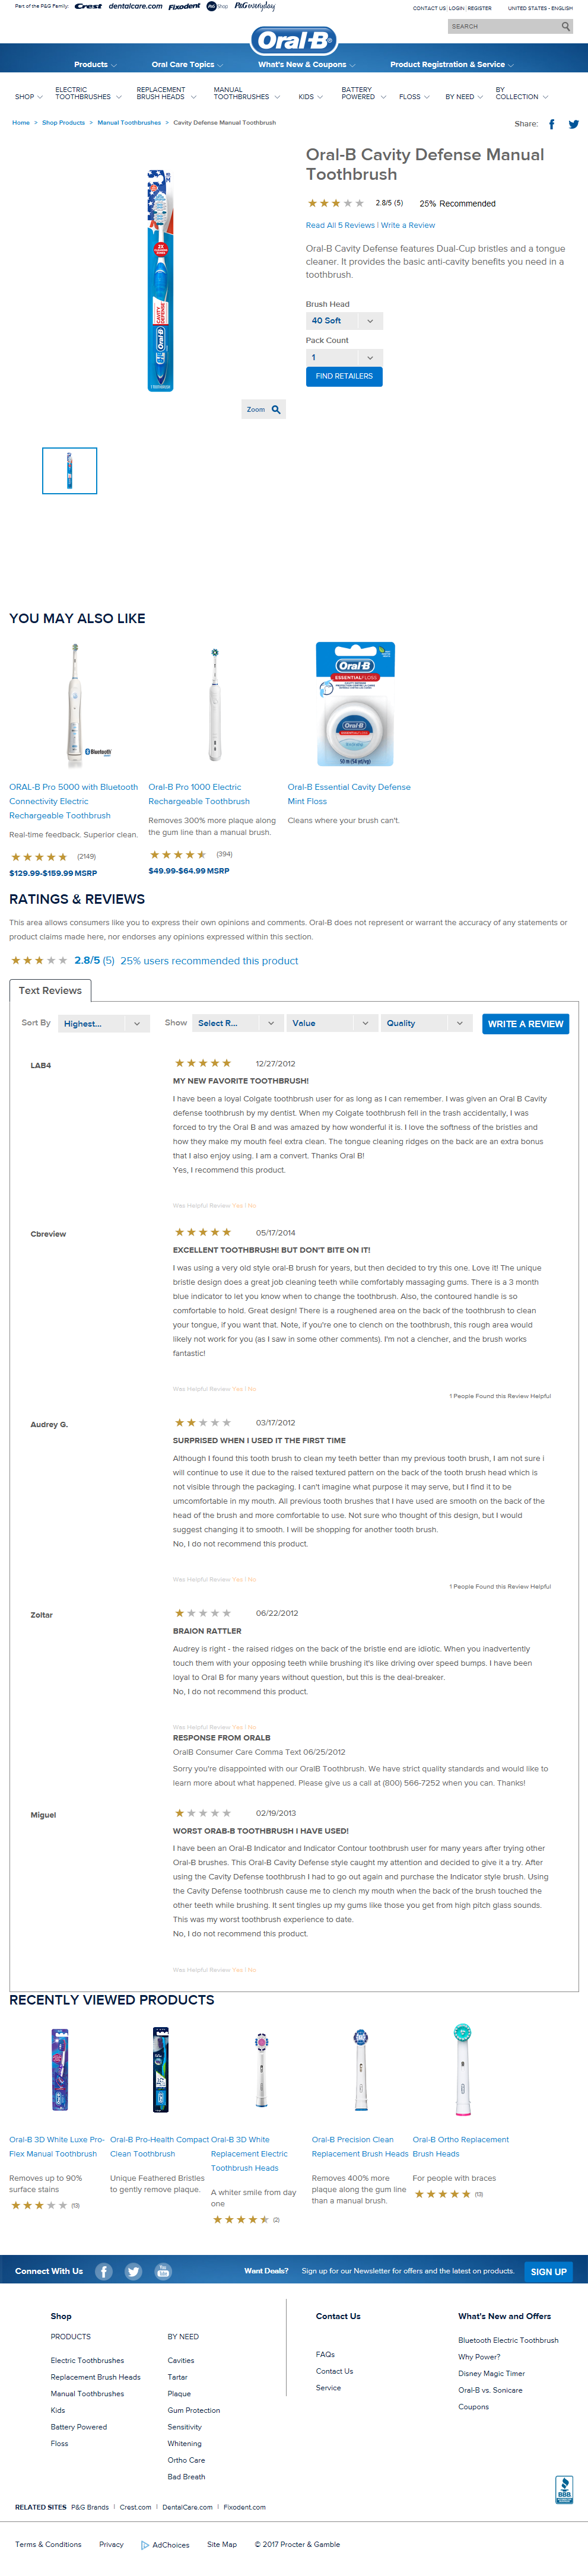 Part of the P&G Family: Crest dentalcare.com Fixodent P&G Shop P&G everyday
CONTACT US LOGIN REGISTER UNITED STATES - ENGLISH
SEARCH
Oral-B
Products Oral Care Topics What's New & Coupons Product Registration & Service
SHOP ELECTRIC TOOTHBRUSHES REPLACEMENT BRUSH HEADS MANUAL TOOTHBRUSHES KIDS BATTERY POWERED FLOSS BY NEED BY COLLECTION
Home > Shop Products > Manual Toothbrushes > Cavity Defense Manual Toothbrush
Share:
Oral-B Cavity Defense Manual
Toothbrush
2.8/5 (5) 25% Recommended
Read All 5 Reviews | Write a Review
Oral-B Cavity Defense features Dual-Cup bristles and a tongue
cleaner. It provides the basic anti-cavity benefits you need in a
toothbrush.
Brush Head
40 Soft
Pack Count
1
FIND RETAILERS
CAVITY DEFENSE
Oral-B
Zoom
YOU MAY ALSO LIKE
Bluetooth
Oral-B
ESSENTIALFLOSS
ORAL-B Pro 5000 with Bluetooth
Connectivity Electric
Rechargeable Toothbrush
Real-time feedback. Superior clean.
(2149)
$129.99-$159.99 MSRP
Oral-B Pro 1000 Electric
Rechargeable Toothbrush
Removes 300% more plaque along
the gum line than a manual brush.
(394)
$49.99-$64.99 MSRP
Oral-B Essential Cavity Defense
Mint Floss
Cleans where your brush can't.
RATINGS & REVIEWS
This area allows consumers like you to express their own opinions and comments. Oral-B does not represent or warrant the accuracy of any statements or
product claims made here, nor endorses any opinions expressed within this section.
2.8/5 (5) 25% users recommended this product
Text Reviews
Sort By Highest... Show Select R... Value Quality WRITE A REVIEW
LAB4
12/27/2012
MY NEW FAVORITE TOOTHBRUSH!
I have been a loyal Colgate toothbrush user for as long as I can remember. I was given an Oral B Cavity
defense toothbrush by my dentist. When my Colgate toothbrush fell in the trash accidentally, I was
forced to try the Oral B and was amazed by how wonderful it is. I love the softness of the bristles and
how they make my mouth feel extra clean. The tongue cleaning ridges on the back are an extra bonus
that I also enjoy using. I am a convert. Thanks Oral B!
Yes, I recommend this product.
Was Helpful Review Yes | No
Cbreview
05/17/2014
EXCELLENT TOOTHBRUSH! BUT DON'T BITE ON IT!
I was using a very old style oral-B brush for years, but then decided to try this one. Love it! The unique
bristle design does a great job cleaning teeth while comfortably massaging gums. There is a 3 month
blue indicator to let you know when to change the toothbrush. Also, the contoured handle is so
comfortable to hold. Great design! There is a roughened area on the back of the toothbrush to clean
your tongue, if you want that. Note, if you're one to clench on the toothbrush, this rough area would
likely not work for you (as I saw in some other comments). I'm not a clencher, and the brush works
fantastic!
Was Helpful Review Yes | No
1 People Found this Review Helpful
Audrey G.
03/17/2012
SURPRISED WHEN I USED IT THE FIRST TIME
Although I found this tooth brush to clean my teeth better than my previous tooth brush, I am not sure i
will continue to use it due to the raised textured pattern on the back of the tooth brush head which is
not visible through the packaging. I can't imagine what purpose it may serve, but I find it to be
umcomfortable in my mouth. All previous tooth brushes that I have used are smooth on the back of the
head of the brush and more comfortable to use. Not sure who thought of this design, but I would
suggest changing it to smooth. I will be shopping for another tooth brush.
No, I do not recommend this product.
Was Helpful Review Yes | No
1 People Found this Review Helpful
Zoltar
06/22/2012
BRAION RATTLER
Audrey is right - the raised ridges on the back of the bristle end are idiotic. When you inadvertently
touch them with your opposing teeth while brushing it's like driving over speed bumps. I have been
loyal to Oral B for many years without question, but this is the deal-breaker.
No, I do not recommend this product.
Was Helpful Review Yes | No
RESPONSE FROM ORALB
OralB Consumer Care Comma Text 06/25/2012
Sorry you're disappointed with our OralB Toothbrush. We have strict quality standards and would like to
learn more about what happened. Please give us a call at (800) 566-7252 when you can. Thanks!
Miguel
02/19/2013
WORST ORAB-B TOOTHBRUSH I HAVE USED!
I have been an Oral-B Indicator and Indicator Contour toothbrush user for many years after trying other
Oral-B brushes. This Oral-B Cavity Defense style caught my attention and decided to give it a try. After
using the Cavity Defense toothbrush I had to go out again and purchase the Indicator style brush. Using
the Cavity Defense toothbrush cause me to clench my mouth when the back of the brush touched the
other teeth while brushing. It sent tingles up my gums like those you get from high pitch glass sounds.
This was my worst toothbrush experience to date.
No, I do not recommend this product.
Was Helpful Review Yes | No
RECENTLY VIEWED PRODUCTS
Oral-B 3D White Luxe Pro-
Flex Manual Toothbrush
Removes up to 90%
surface stains
(13)
Oral-B Pro-Health Compact
Clean Toothbrush
Unique Feathered Bristles
to gently remove plaque.
Oral-B 3D White
Replacement Electric
Toothbrush Heads
A whiter smile from day
one
(2)
Oral-B Precision Clean
Replacement Brush Heads
Removes 400% more
plaque along the gum line
than a manual brush.
Oral-B Ortho Replacement
Brush Heads
For people with braces
(13)
Connect With Us You Tube Want Deals? Sign up for our Newsletter for offers and the latest on products. SIGN UP
Shop
PRODUCTS
Electric Toothbrushes
Replacement Brush Heads
Manual Toothbrushes
Kids
Battery Powered
Floss
BY NEED
Cavities
Tartar
Plaque
Gum Protection
Sensitivity
Whitening
Ortho Care
Bad Breath
Contact Us
FAQs
Contact Us
Service
What's New and Offers
Bluetooth Electric Toothbrush
Why Power?
Disney Magic Timer
Oral-B vs. Sonicare
Coupons
BBB
RELATED SITES P&G Brands | Crest.com | DentalCare.com | Fixodent.com
Terms & Conditions Privacy AdChoices Site Map © 2017 Procter & Gamble